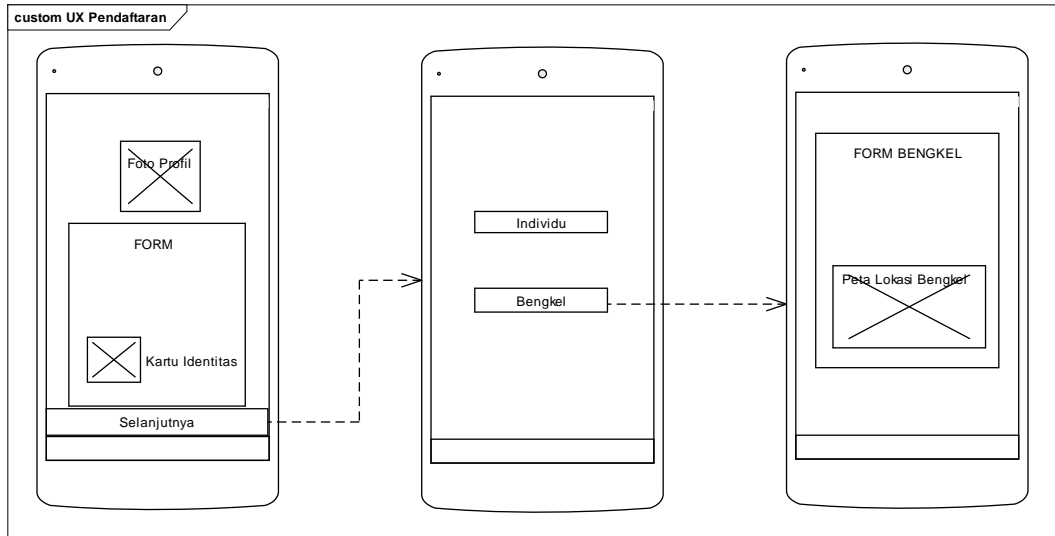 custom UX Pendaftaran
Foto Profil
FORM
Kartu Identitas
Selanjutnya
Individu
Bengkel
FORM BENGKEL
Peta Lokasi Bengkel